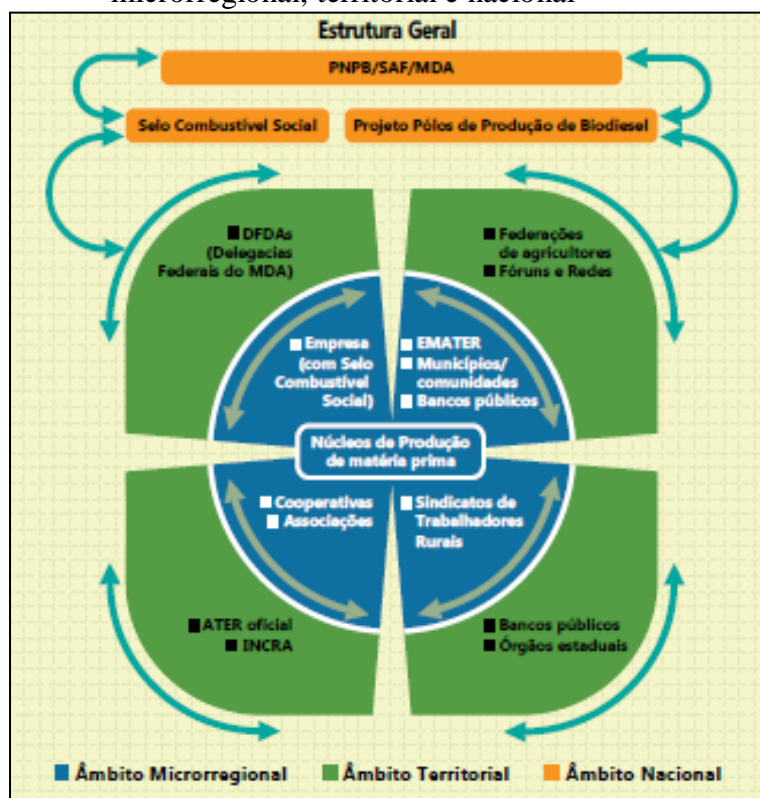 microrregional, territorial e nacional
Estrutura Geral
PNPB/SAF/MDA
Selo Combustível Social
Projeto Pólos de Produção de Biodiesel
DFDAs
(Delegacias
Federais do MDA)
Federações
de agricultores
Fóruns e Redes
Empresa
(com Selo
Combustível
Social)
EMATER
Municípios/
comunidades
Bancos públicos
Núcleos de Produção
de matéria prima
Cooperativas
Associações
Sindicatos de
Trabalhadores
Rurais
ATER oficial
INCRA
Bancos públicos
Órgãos estaduais
Âmbito Microrregional
Âmbito Territorial
Âmbito Nacional